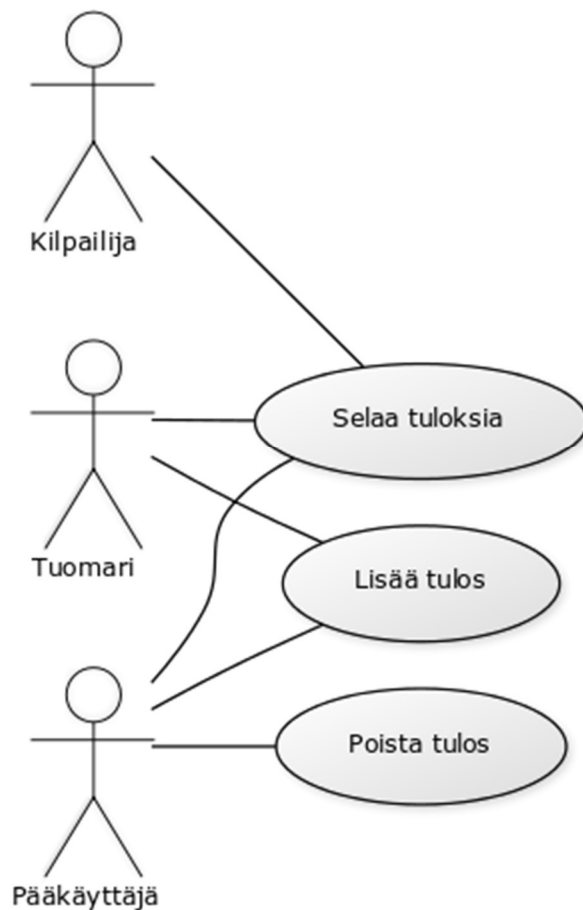 Kilpailija
Selaa tuloksia
Tuomari
Lisää tulos
Poista tulos
Pääkäyttäjä